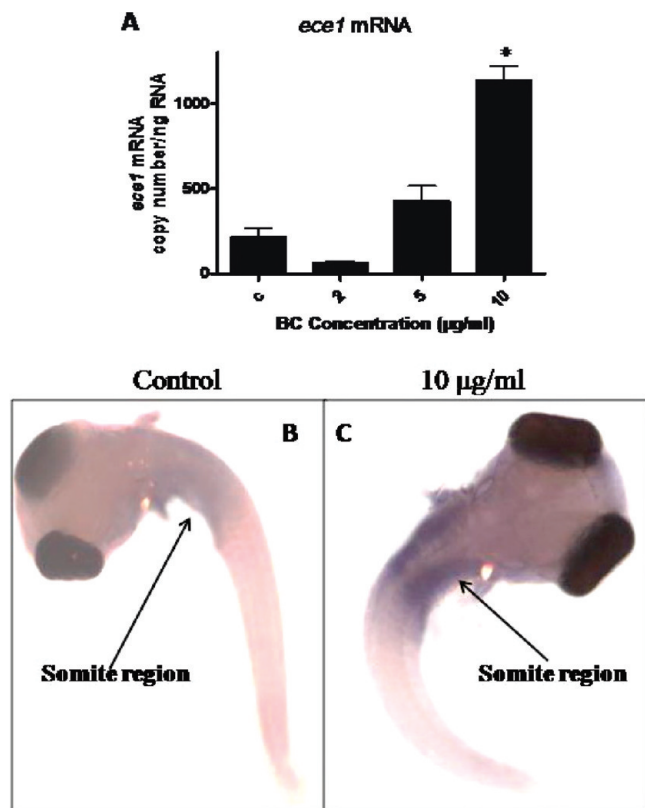 A
ece1 mRNA
*
ece1 mRNA
copy number/ng RNA
1000
500
0
c
2
5
10
BC Concentration (µg/ml)
Control
10 µg/ml
B
C
Somite region
Somite region